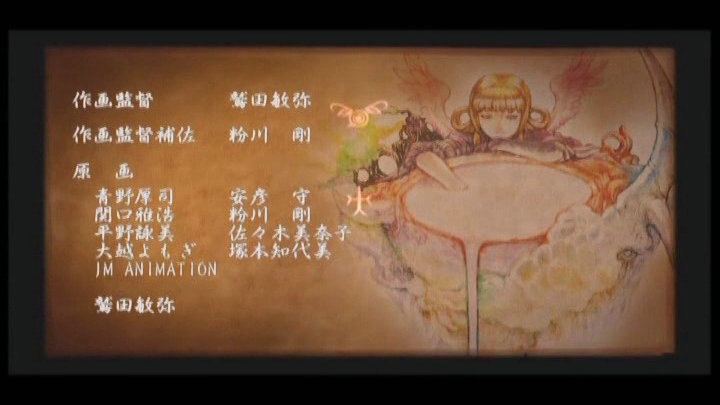 作画監督 鷲田敏弥
作画監督補佐 粉川 剛
原 画
青野厚司 安彦 守
関口雅浩 粉川 剛
平野詠美 佐々木美奈子
大越よもぎ 塚本知代美
JM ANIMATION
鷲田敏弥